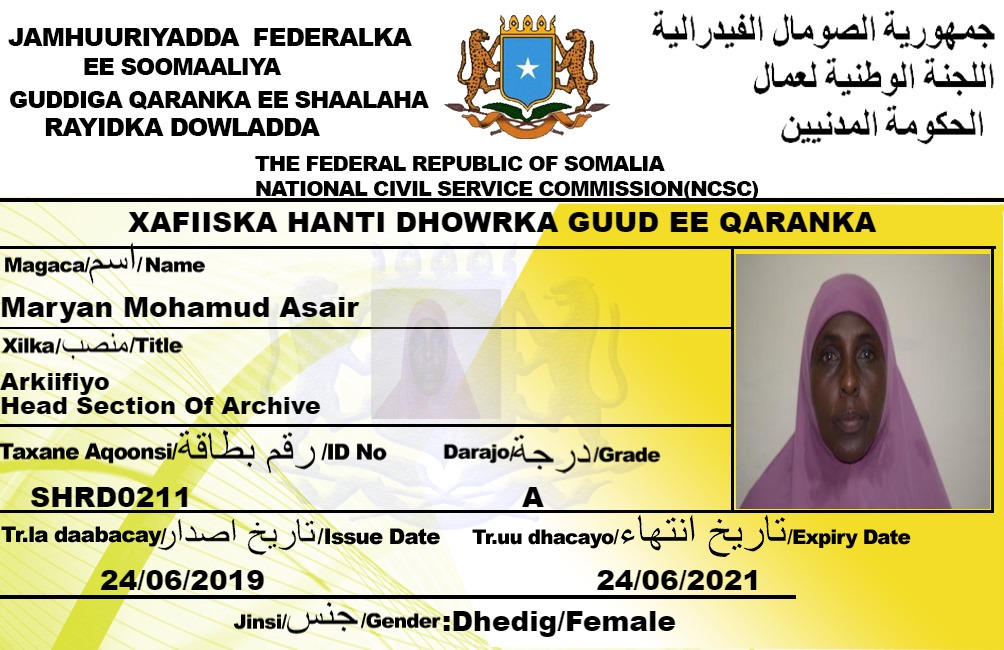 JAMHUURIYADDA FEDERALKA
EE SOOMAALIYA
GUDDIGA QARANKA EE SHAALAHA
RAYIDKA DOWLADDA
جمهورية الصومال الفيدرالية
اللجنة الوطنية لعمال
الحكومة المدنيين
THE FEDERAL REPUBLIC OF SOMALIA
NATIONAL CIVIL SERVICE COMMISSION(NCSC)
XAFIISKA HANTI DHOWRKA GUUD EE QARANKA
Magaca/اسم/Name
Maryan Mohamud Asair
Xilka/منصب/Title
Arkiifiyo
Head Section Of Archive
Taxane Aqoonsi/رقم بطاقة/ID No
SHRD0211
Darajo/درجة/Grade
A
Tr.la daabacay/تاريخ اصدار/Issue Date
24/06/2019
Tr.uu dhacayo/تاريخ انتهاء/Expiry Date
24/06/2021
Jinsi/جنس/Gender:Dhedig/Female